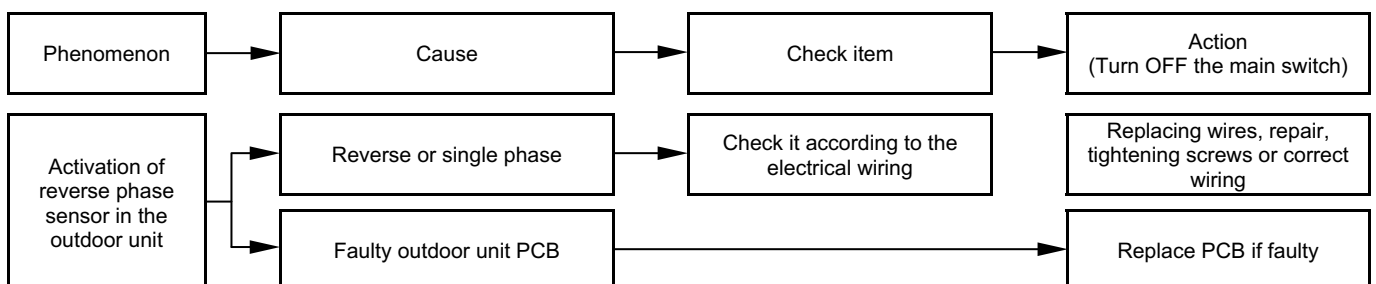 Phenomenon
Cause
Check item
Action
(Turn OFF the main switch)
Activation of
reverse phase
sensor in the
outdoor unit
Reverse or single phase
Check it according to the
electrical wiring
Replacing wires, repair,
tightening screws or correct
wiring
Faulty outdoor unit PCB
Replace PCB if faulty